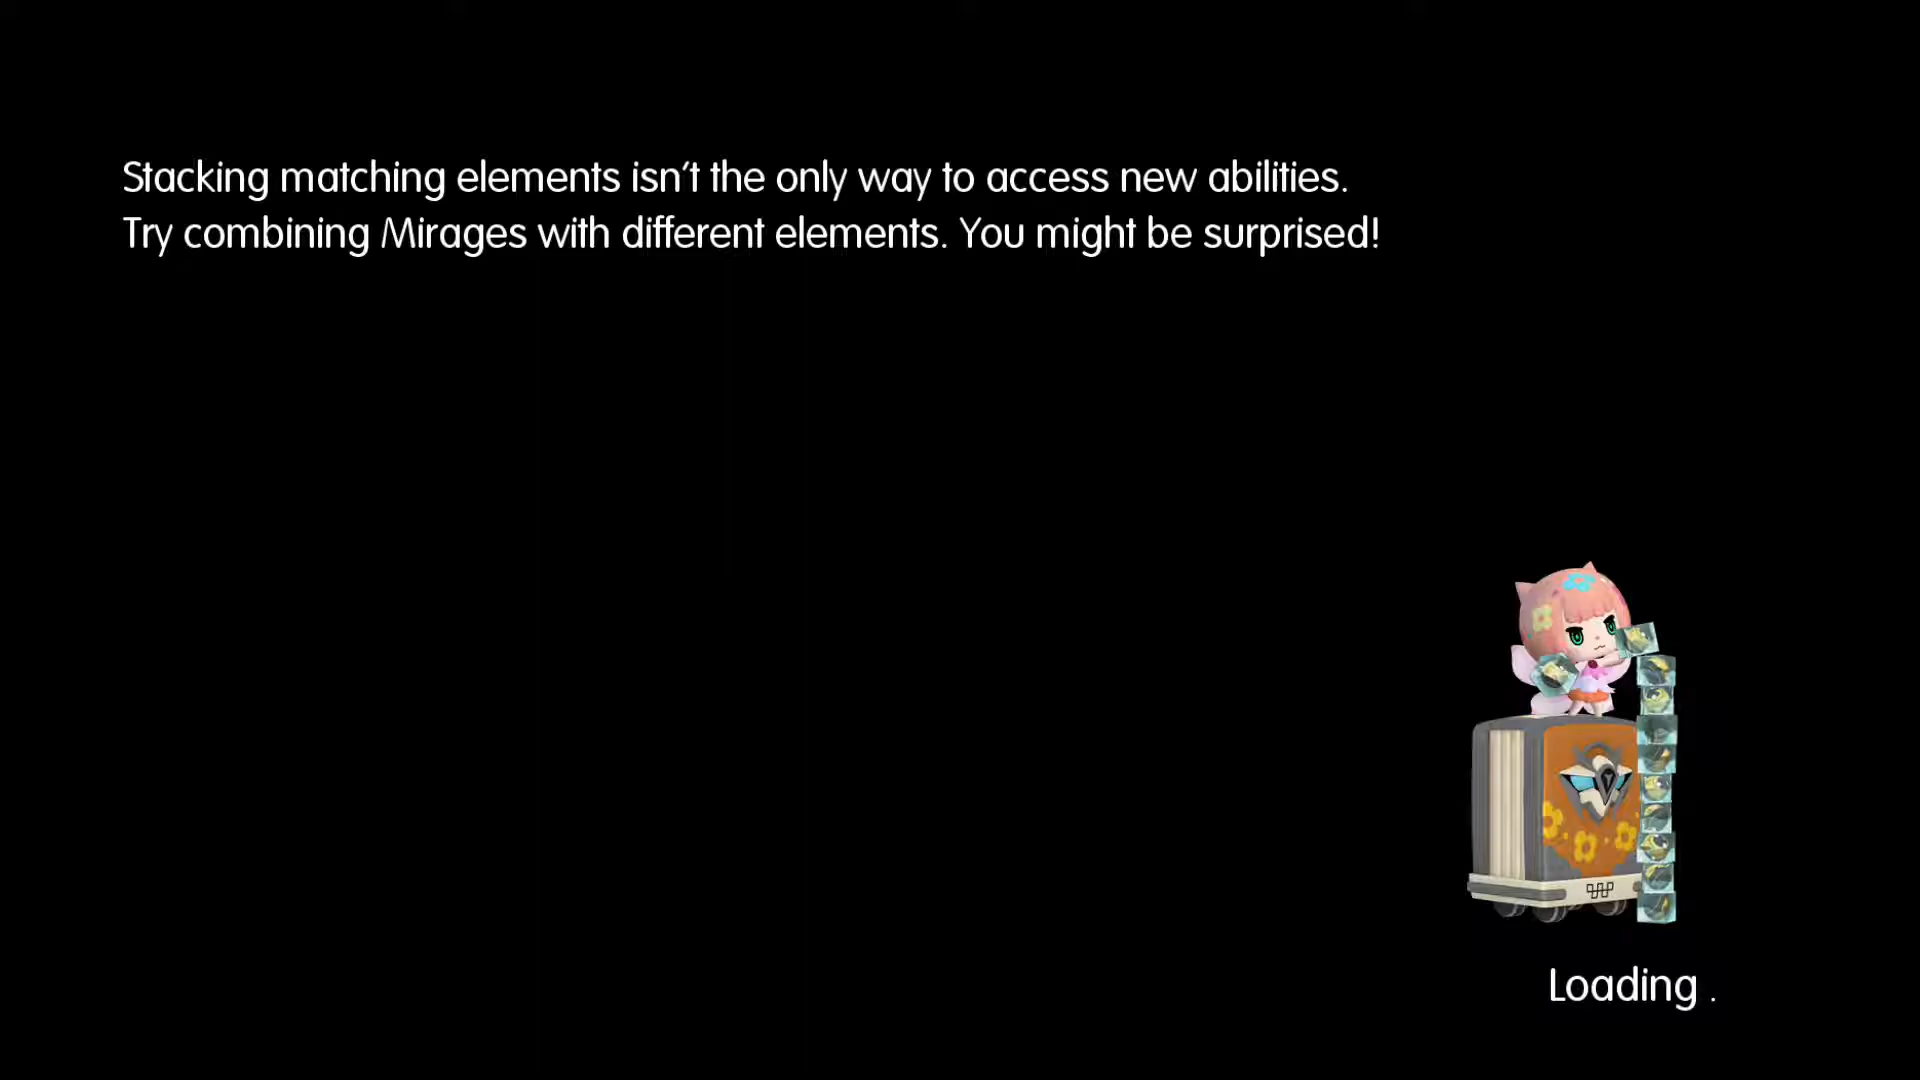 Stacking matching elements isn't the only way to access new abilities.
Try combining Mirages with different elements. You might be surprised!
Loading .